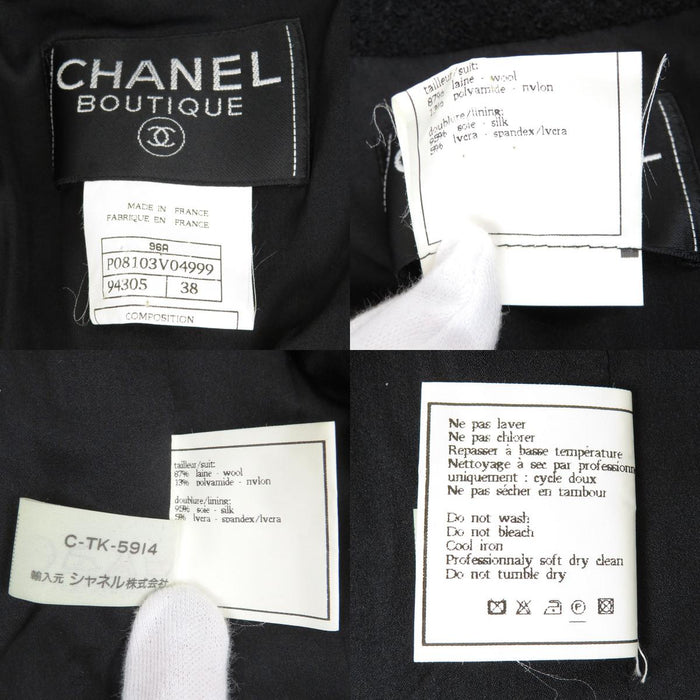 CHANEL
BOUTIQUE
MADE IN FRANCE
FABRIQUE EN FRANCE
96A
P08103V04999
94305 38
COMPOSITION
tailleur/suit:
87% laine - wool
13% polyamide - nylon
doublure/lining:
95% soie - silk
5% lycra - spandex/lycra
tailleur/suit:
87% laine - wool
13% polyamide - nylon
doublure/lining:
95% soie - silk
5% lycra - spandex/lycra
C-TK-5914
輸入元 シャネル株式会社
Ne pas laver
Ne pas chlorer
Repasser à basse température
Nettoyage à sec par professionn
uniquement : cycle doux
Ne pas sécher en tambour
Do not wash
Do not bleach
Cool iron
Professionnaly soft dry clean
Do not tumble dry
P